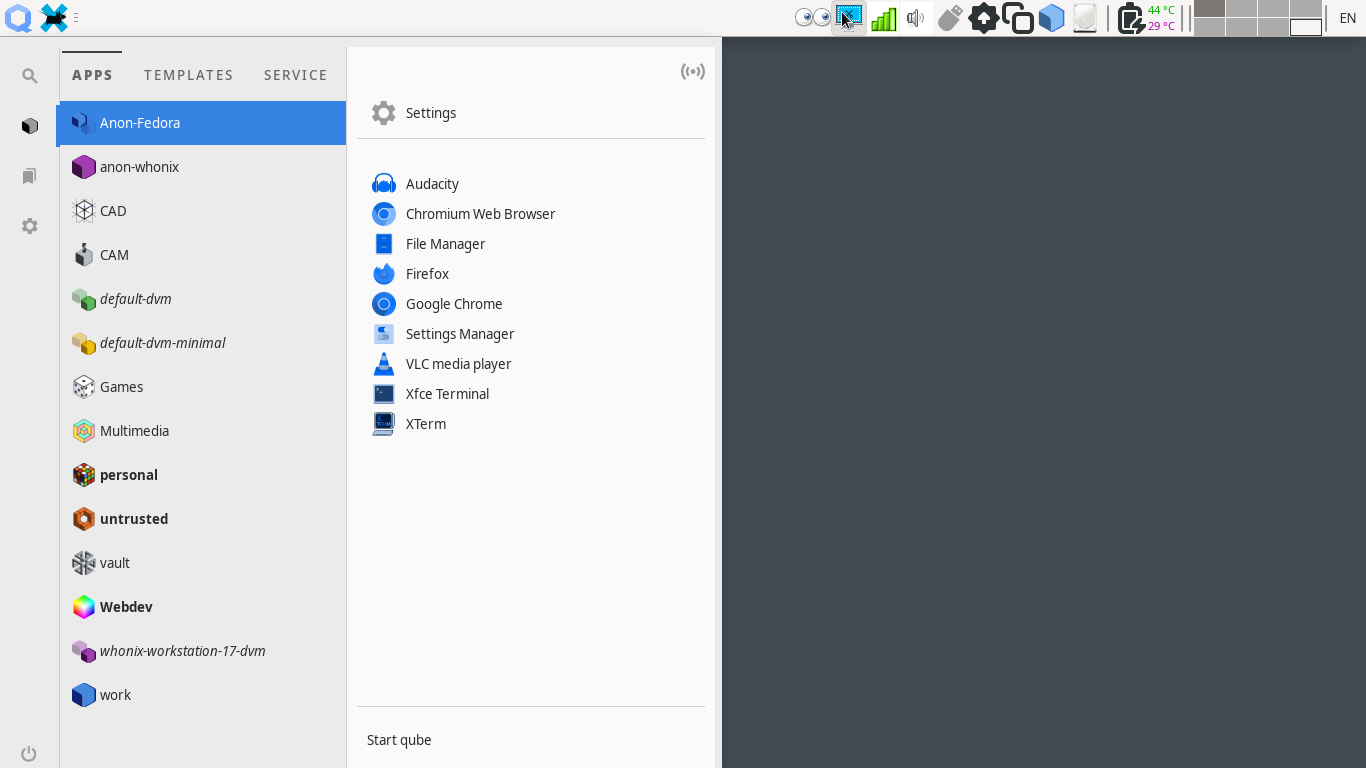 44 °C
29 °C
EN
APPS TEMPLATES SERVICE
Anon-Fedora
anon-whonix
CAD
CAM
default-dvm
default-dvm-minimal
Games
Multimedia
personal
untrusted
vault
Webdev
whonix-workstation-17-dvm
work
Settings
Audacity
Chromium Web Browser
File Manager
Firefox
Google Chrome
Settings Manager
VLC media player
Xfce Terminal
XTerm
Start qube